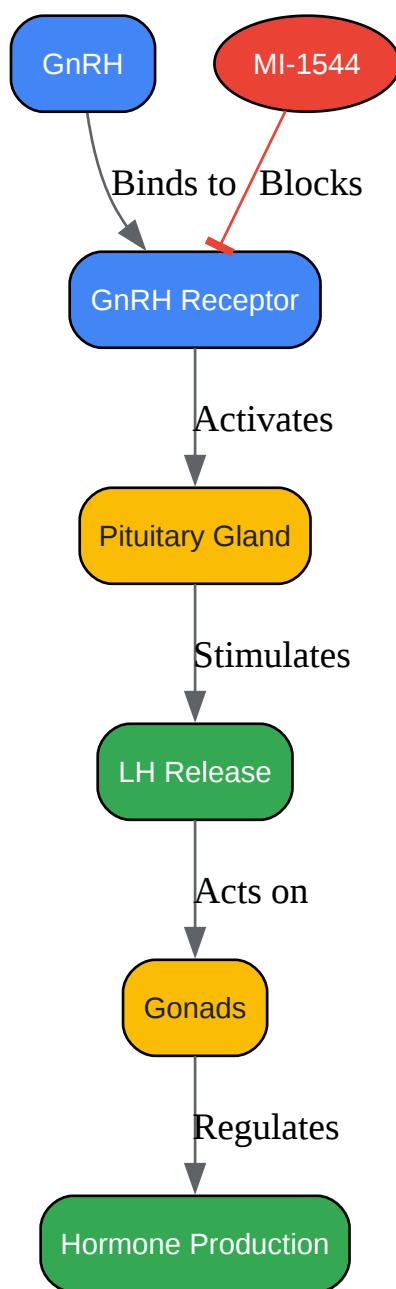 GnRH
MI-1544
Binds to
Blocks
GnRH Receptor
Activates
Pituitary Gland
Stimulates
LH Release
Acts on
Gonads
Regulates
Hormone Production